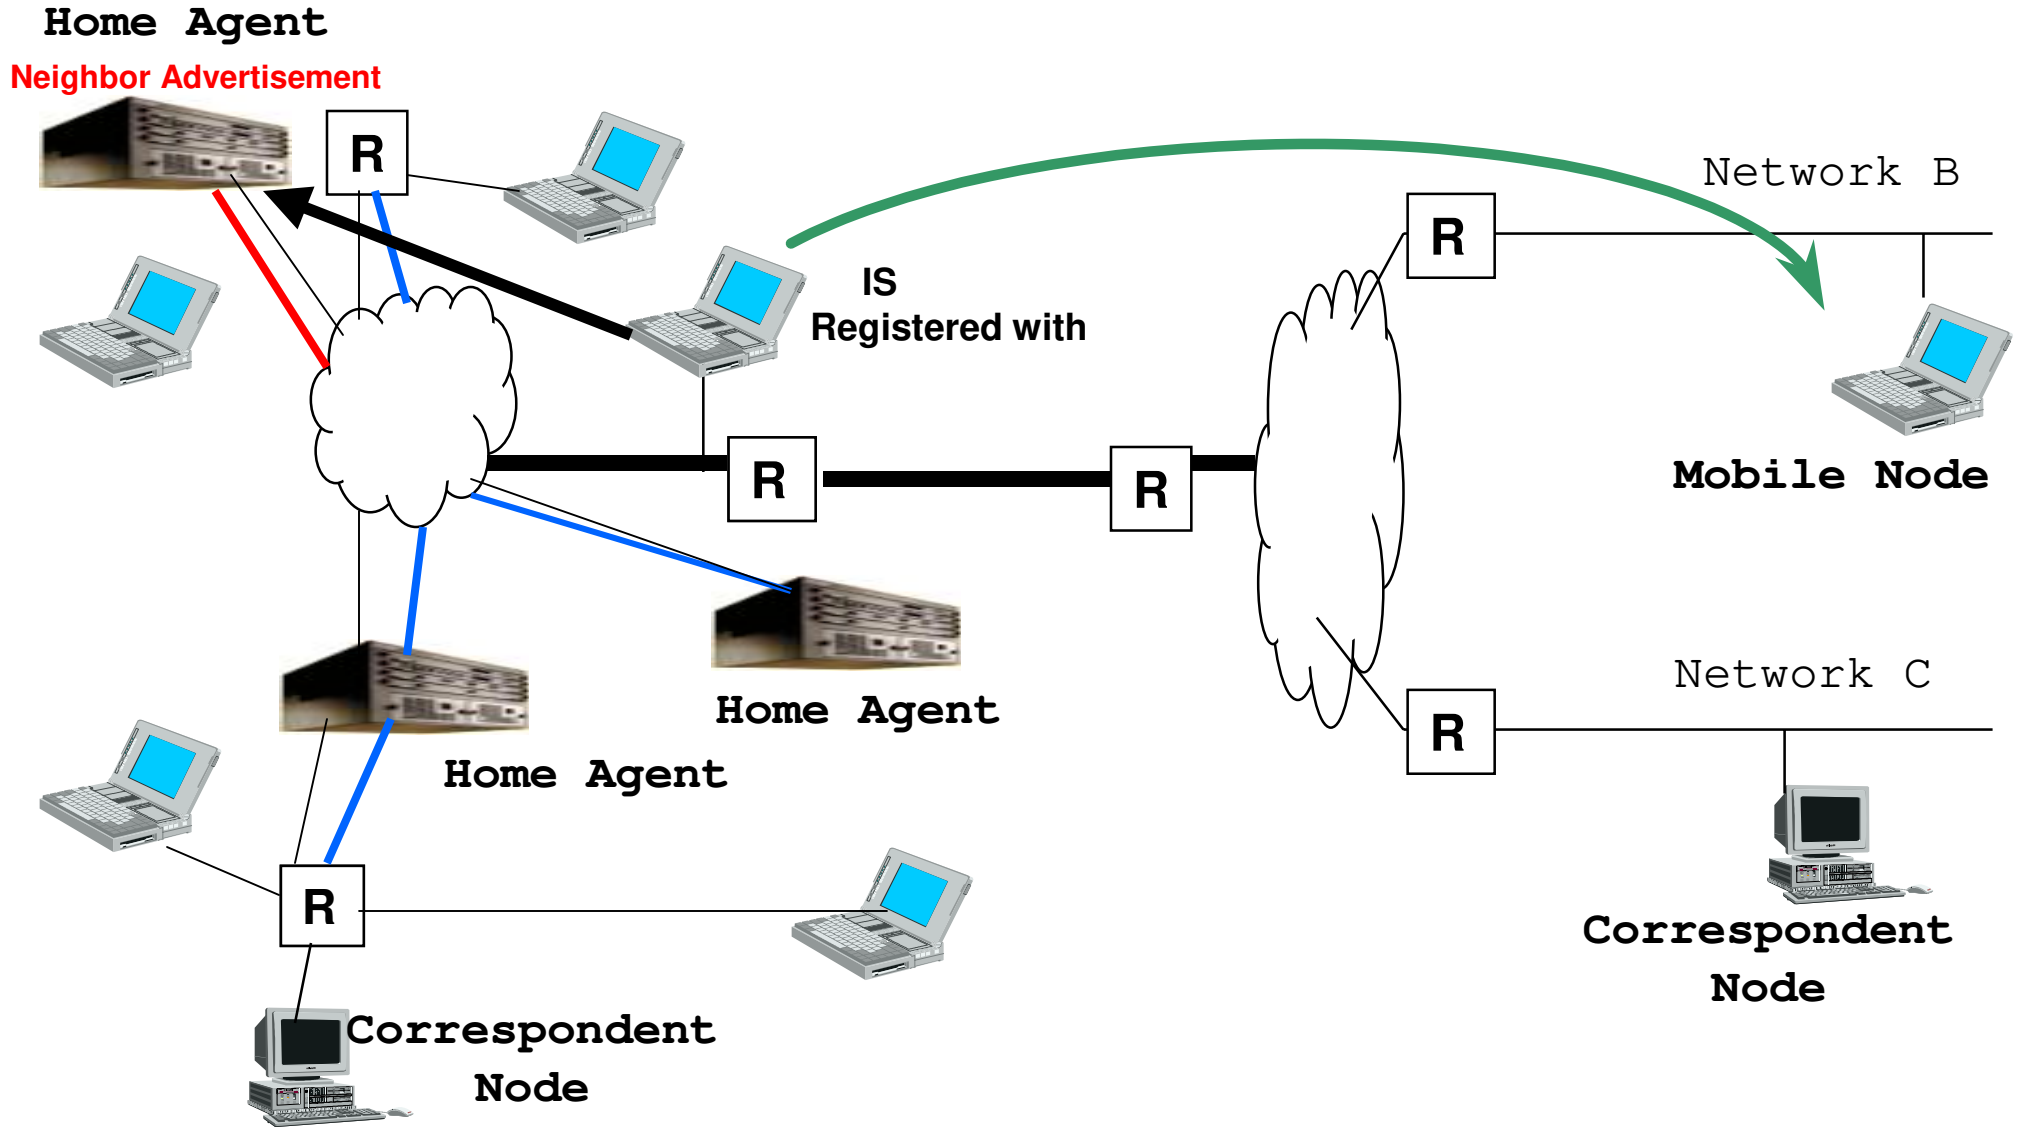 Home Agent
Neighbor Advertisement
R
Network B
R
IS
Registered with
R
R
Mobile Node
Network C
Home Agent
R
Home Agent
R
Correspondent
Node
Correspondent
Node